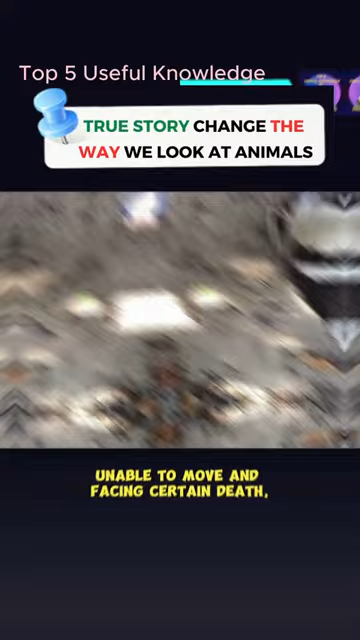 Top 5 Useful Knowledge
TRUE STORY CHANGE THE
WAY WE LOOK AT ANIMALS
UNABLE TO MOVE AND
FACING CERTAIN DEATH,